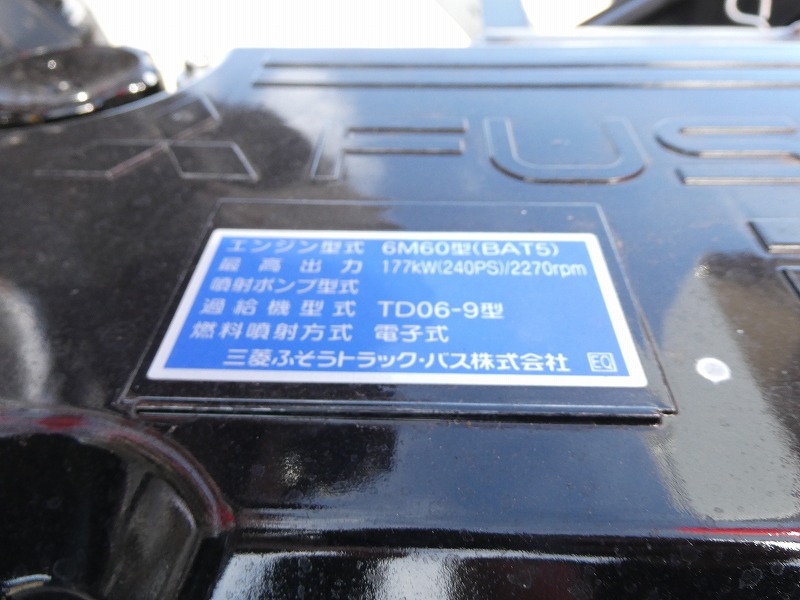 FUS
エンジン型式 6M60型(BAT5)
最高出力 177kW(240PS)/2270rpm
噴射ポンプ型式
過給機型式 TD06-9型
燃料噴射方式 電子式
三菱ふそうトラック・バス株式会社 EQ